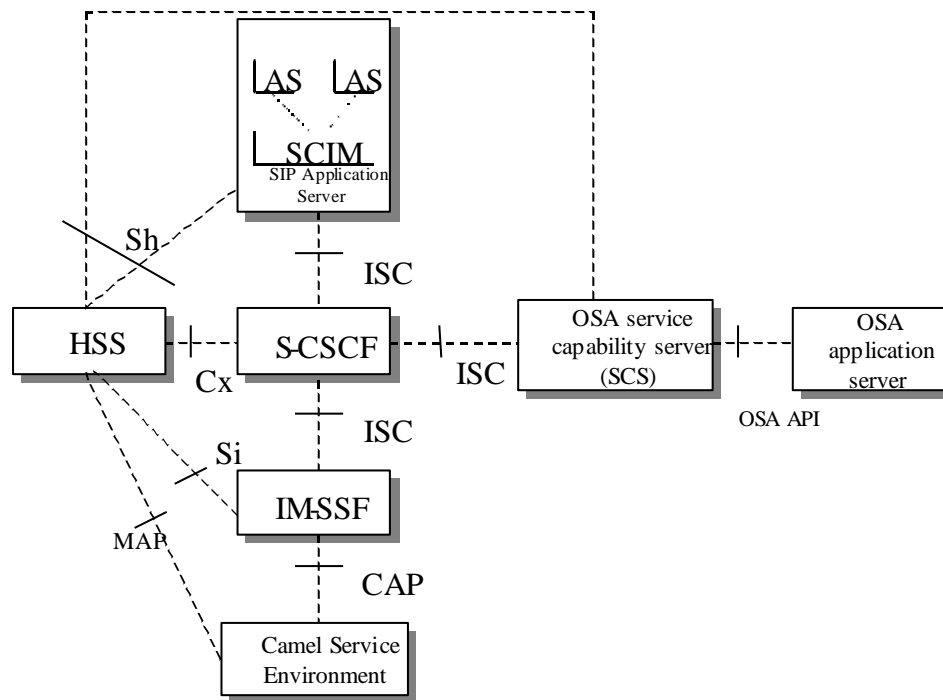 AS AS
SCIM
SIP Application
Server
Sh
ISC
HSS
S-CSCF
OSA service
capability server
(SCS)
OSA
application
server
Cx
ISC
OSA API
ISC
Si
IM-SSF
MAP
CAP
Camel Service
Environment